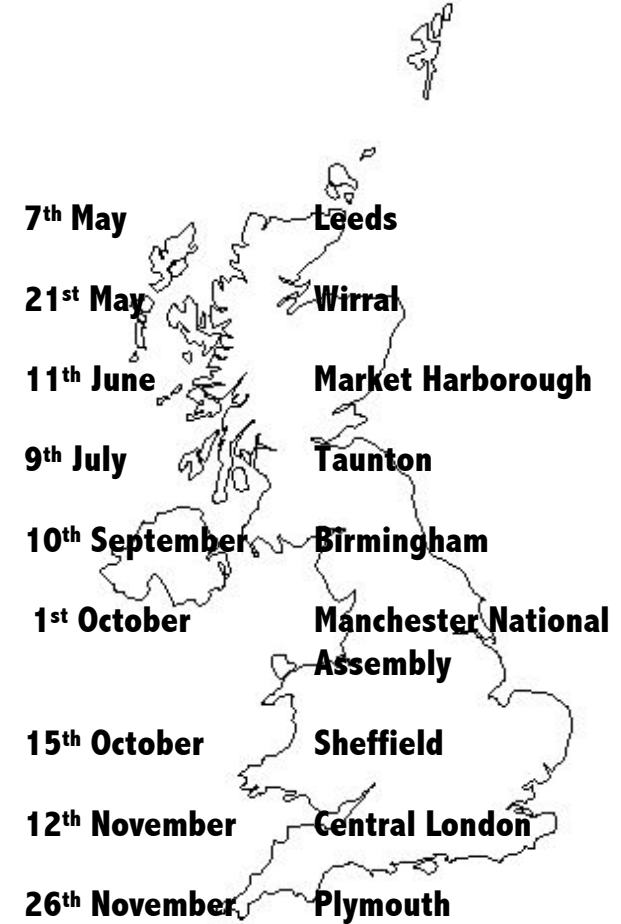 7th May Leeds
21st May Wirral
11th June Market Harborough
9th July Taunton
10th September Birmingham
1st October Manchester National
Assembly
15th October Sheffield
12th November Central London
26th November Plymouth